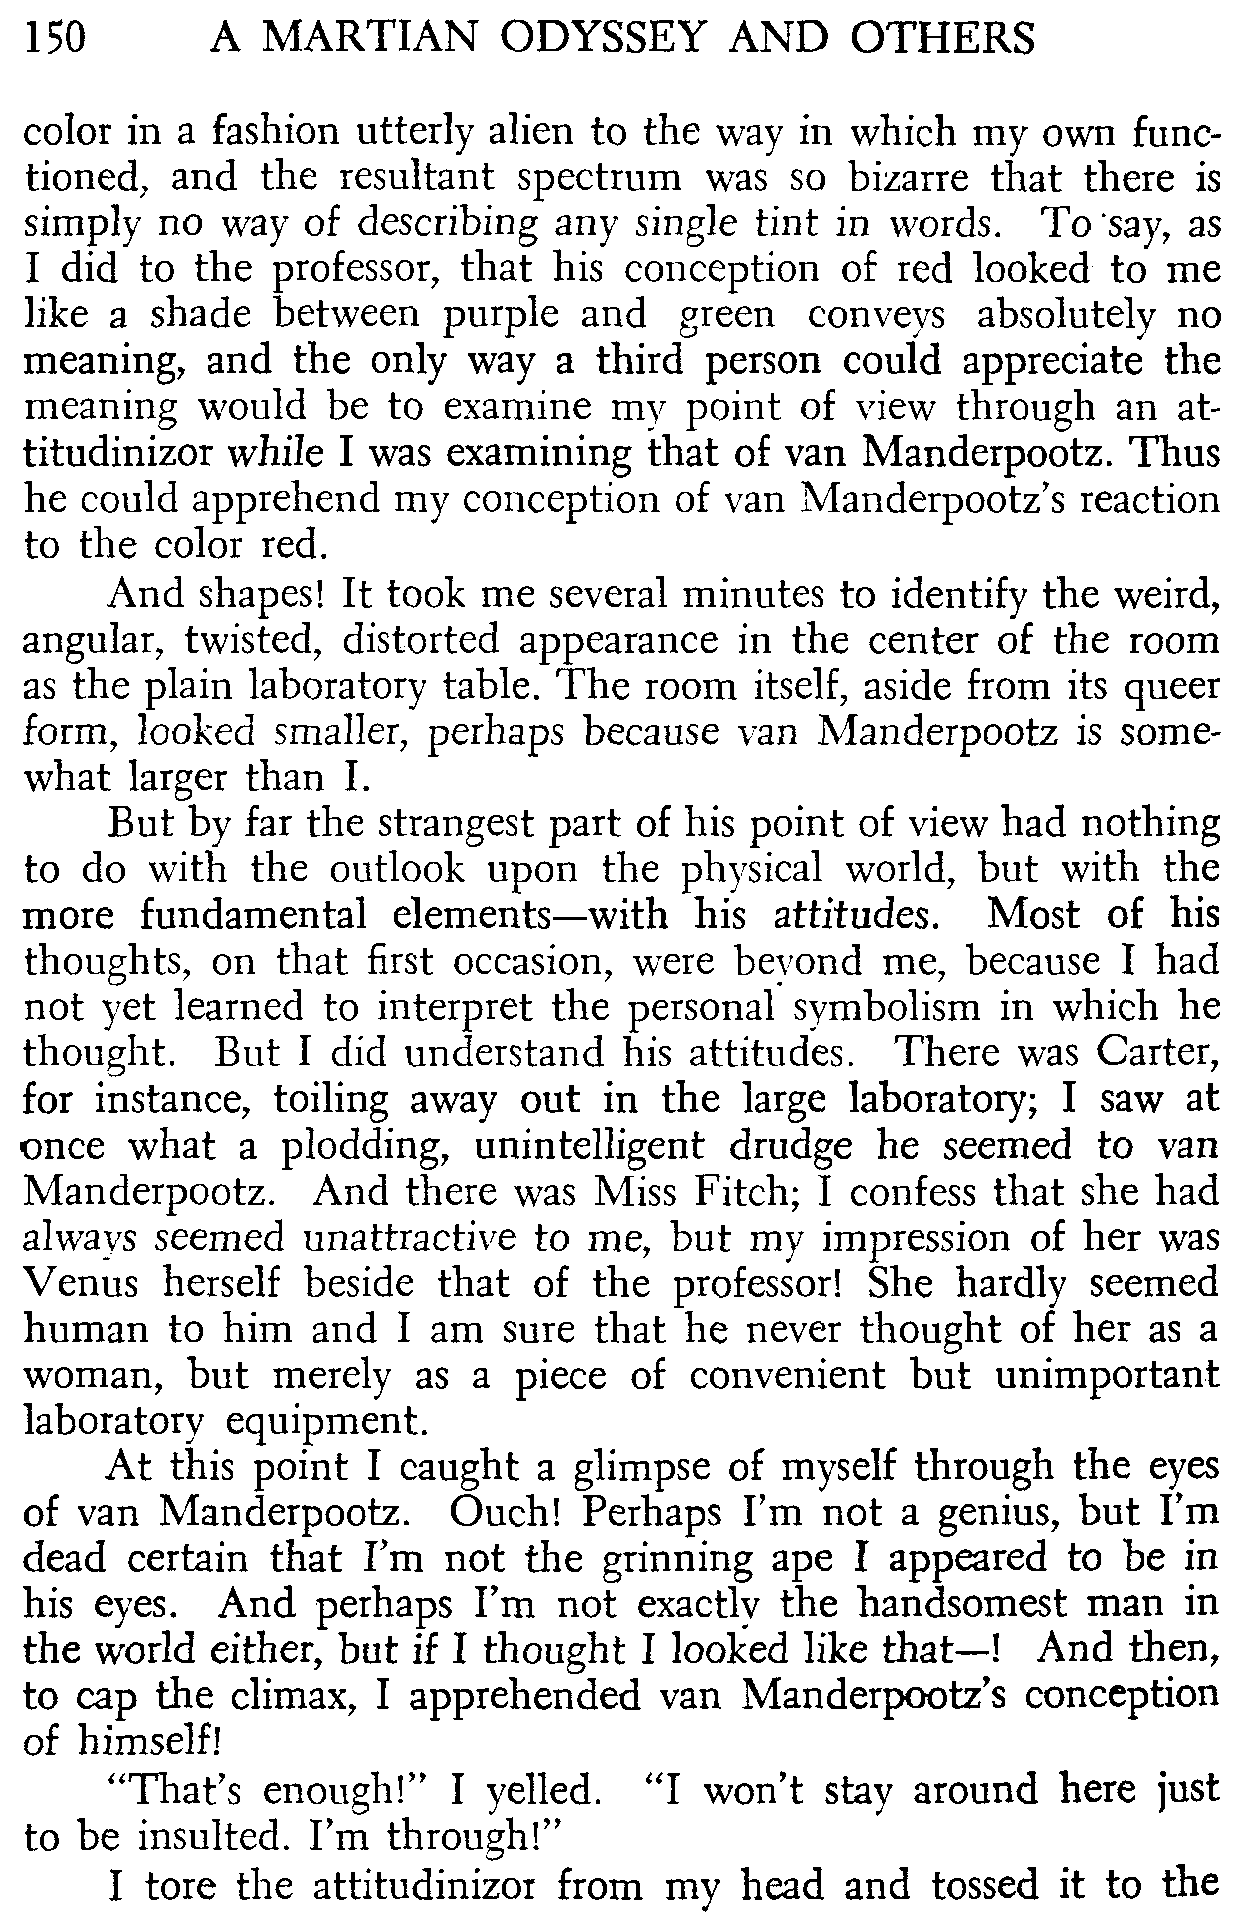 150 A MARTIAN ODYSSEY AND OTHERS
color in a fashion utterly alien to the way in which my own func-
tioned, and the resultant spectrum was so bizarre that there is
simply no way of describing any single tint in words. To say, as
I did to the professor, that his conception of red looked to me
like a shade between purple and green conveys absolutely no
meaning, and the only way a third person could appreciate the
meaning would be to examine my point of view through an at-
titudinizor while I was examining that of van Manderpootz. Thus
he could apprehend my conception of van Manderpootz's reaction
to the color red.
And shapes! It took me several minutes to identify the weird,
angular, twisted, distorted appearance in the center of the room
as the plain laboratory table. The room itself, aside from its queer
form, looked smaller, perhaps because van Manderpootz is some-
what larger than I.
But by far the strangest part of his point of view had nothing
to do with the outlook upon the physical world, but with the
more fundamental elements—with his attitudes. Most of his
thoughts, on that first occasion, were beyond me, because I had
not yet learned to interpret the personal symbolism in which he
thought. But I did understand his attitudes. There was Carter,
for instance, toiling away out in the large laboratory; I saw at
once what a plodding, unintelligent drudge he seemed to van
Manderpootz. And there was Miss Fitch; I confess that she had
always seemed unattractive to me, but my impression of her was
Venus herself beside that of the professor! She hardly seemed
human to him and I am sure that he never thought of her as a
woman, but merely as a piece of convenient but unimportant
laboratory equipment.
At this point I caught a glimpse of myself through the eyes
of van Manderpootz. Ouch! Perhaps I'm not a genius, but I'm
dead certain that I'm not the grinning ape I appeared to be in
his eyes. And perhaps I'm not exactly the handsomest man in
the world either, but if I thought I looked like that—! And then,
to cap the climax, I apprehended van Manderpootz's conception
of himself!
"That's enough!" I yelled. "I won't stay around here just
to be insulted. I'm through!"
I tore the attitudinizor from my head and tossed it to the